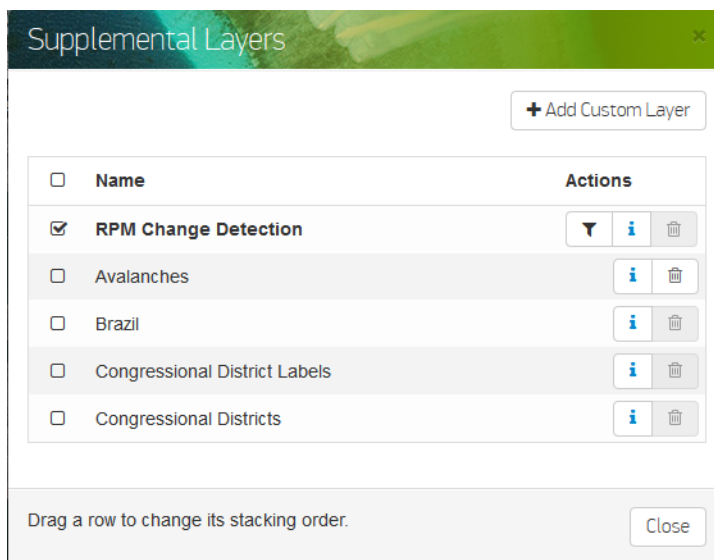 Supplemental Layers
Add Custom Layer
Name Actions
RPM Change Detection
Avalanches
Brazil
Congressional District Labels
Congressional Districts
Drag a row to change its stacking order.
Close